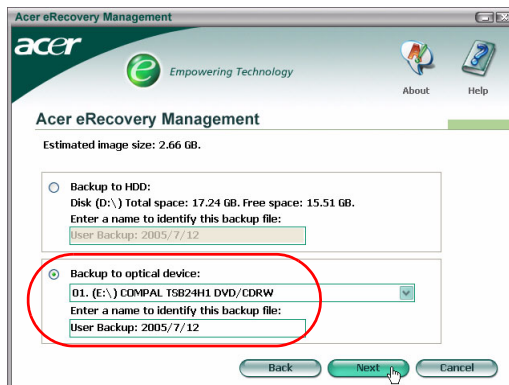 Acer eRecovery Management
acer
e
Empowering Technology
About
Help
Acer eRecovery Management
Estimated image size: 2.66 GB.
Backup to HDD:
Disk (D:\) Total space: 17.24 GB. Free space: 15.51 GB.
Enter a name to identify this backup file:
User Backup: 2005/7/12
Backup to optical device:
01. (E:\) COMPAL TSB24H1 DVD/CDRW
Enter a name to identify this backup file:
User Backup: 2005/7/12
Back
Next
Cancel